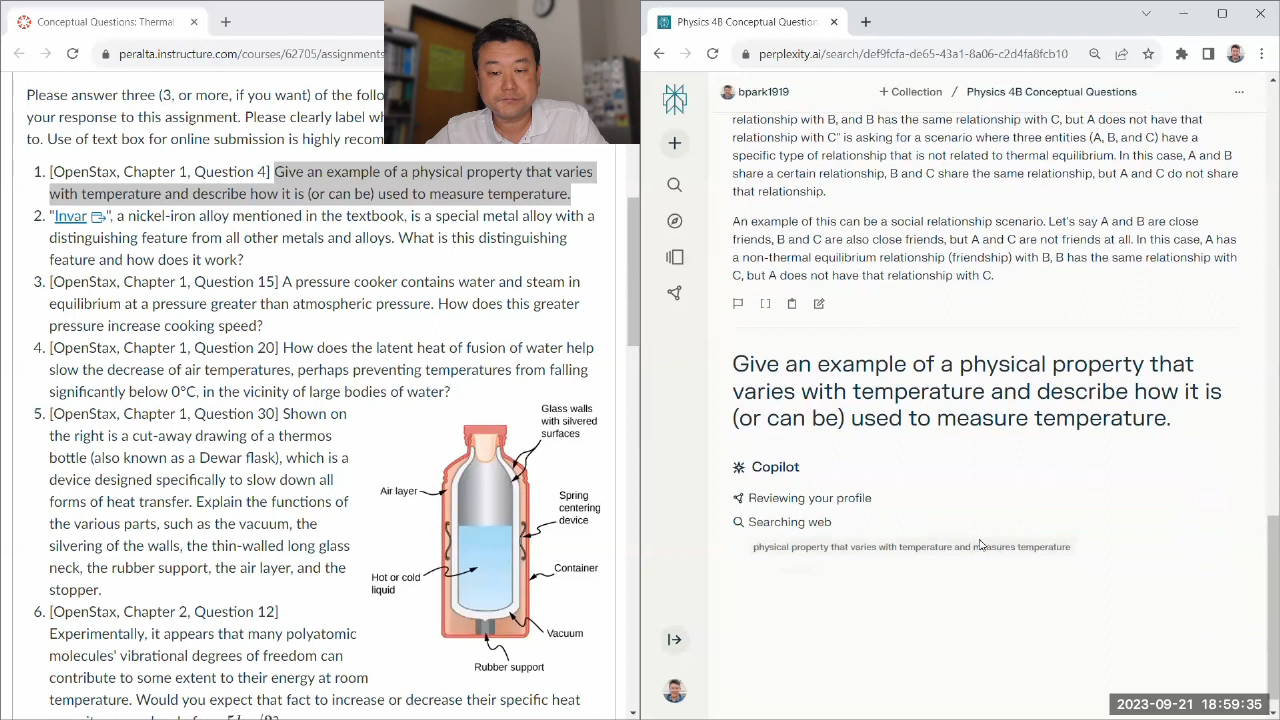 Conceptual Questions: Thermal
peralta.instructure.com/courses/62705/assignments
Please answer three (3, or more, if you want) of the follo
your response to this assignment. Please clearly label wh
to. Use of textbox for online submission is highly recom
1. [OpenStax, Chapter 1, Question 4] Give an example of a physical property that varies
with temperature and describe how it is (or can be) used to measure temperature.
2. "Invar", a nickel-iron alloy mentioned in the textbook, is a special metal alloy with a
distinguishing feature from all other metals and alloys. What is this distinguishing
feature and how does it work?
3. [OpenStax, Chapter 1, Question 15] A pressure cooker contains water and steam in
equilibrium at a pressure greater than atmospheric pressure. How does this greater
pressure increase cooking speed?
4. [OpenStax, Chapter 1, Question 20] How does the latent heat of fusion of water help
slow the decrease of air temperatures, perhaps preventing temperatures from falling
significantly below 0°C, in the vicinity of large bodies of water?
5. [OpenStax, Chapter 1, Question 30] Shown on
the right is a cut-away drawing of a thermos
bottle (also known as a Dewar flask), which is a
device designed specifically to slow down all
forms of heat transfer. Explain the functions of
the various parts, such as the vacuum, the
silvering of the walls, the thin-walled long glass
neck, the rubber support, the air layer, and the
stopper.
Glass walls
with silvered
surfaces
Air layer
Spring
centering
device
Hot or cold
liquid
Container
Vacuum
Rubber support
6. [OpenStax, Chapter 2, Question 12]
Experimentally, it appears that many polyatomic
molecules' vibrational degrees of freedom can
contribute to some extent to their energy at room
temperature. Would you expect that fact to increase or decrease their specific heat
Physics 4B Conceptual Question
perplexity.ai/search/def9fcfa-de65-43a1-8a06-c2d4fa8fcb10
bpark1919
Collection / Physics 4B Conceptual Questions
relationship with B, and B has the same relationship with C, but A does not have that
relationship with C" is asking for a scenario where three entities (A, B, and C) have a
specific type of relationship that is not related to thermal equilibrium. In this case, A and B
share a certain relationship, B and C share the same relationship, but A and C do not share
that relationship.
An example of this can be a social relationship scenario. Let's say A and B are close
friends, B and C are also close friends, but A and C are not friends at all. In this case, A has
a non-thermal equilibrium relationship (friendship) with B, B has the same relationship with
C, but A does not have that relationship with C.
Give an example of a physical property that
varies with temperature and describe how it is
(or can be) used to measure temperature.
Copilot
Reviewing your profile
Searching web
physical property that varies with temperature and measures temperature
2023-09-21 18:59:35